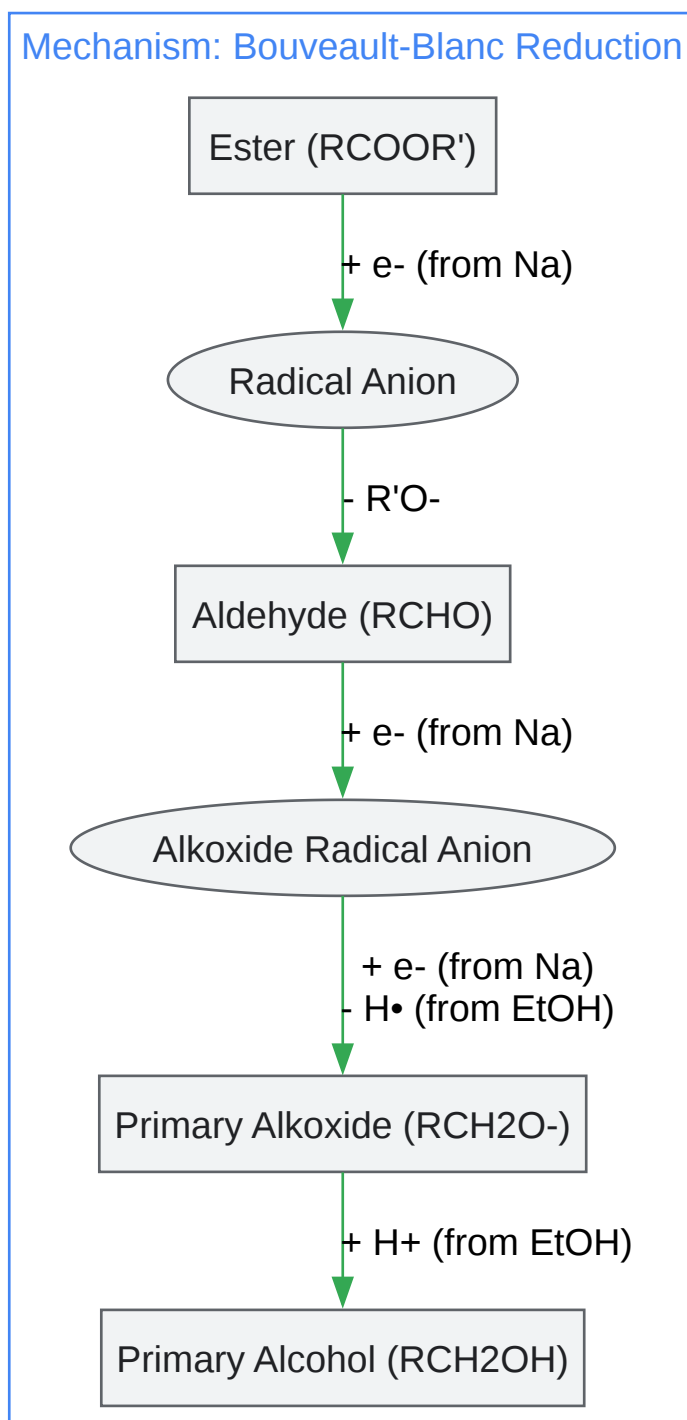 Mechanism: Bouveault-Blanc Reduction
Ester (RCOOR')
+ e- (from Na)
Radical Anion
- R'O-
Aldehyde (RCHO)
+ e- (from Na)
Alkoxide Radical Anion
+ e- (from Na)
- H• (from EtOH)
Primary Alkoxide (RCH2O-)
+ H+ (from EtOH)
Primary Alcohol (RCH2OH)